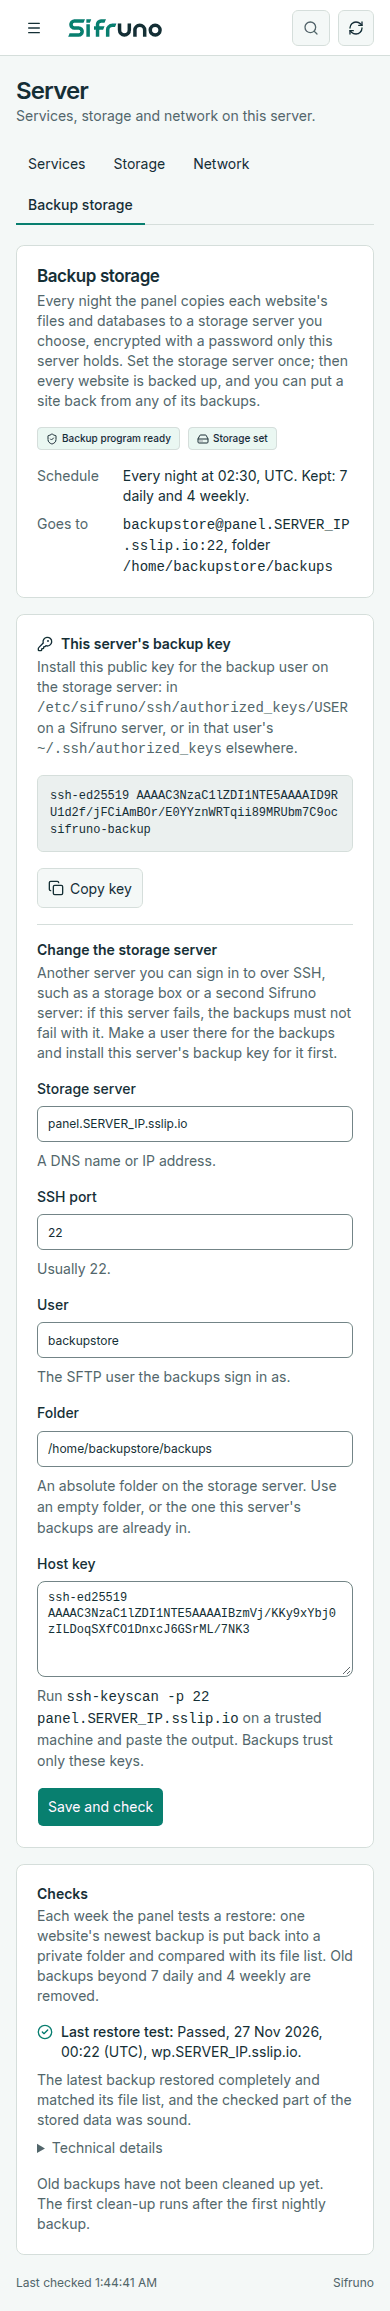 Sifruno
Server
Services, storage and network on this server.
Services Storage Network
Backup storage
Backup storage
Every night the panel copies each website's
files and databases to a storage server you
choose, encrypted with a password only this
server holds. Set the storage server once; then
every website is backed up, and you can put a
site back from any of its backups.
Backup program ready Storage set
Schedule Every night at 02:30, UTC. Kept: 7
daily and 4 weekly.
Goes to backupstore@panel.SERVER_IP
.sslip.io:22, folder
/home/backupstore/backups
This server's backup key
Install this public key for the backup user on
the storage server: in
/etc/sifruno/ssh/authorized_keys/USER
on a Sifruno server, or in that user's
~/.ssh/authorized_keys elsewhere.
ssh-ed25519 AAAAC3NzaC1lZDI1NTE5AAAAID9R
U1d2f/jFCiAmBOr/E0YYznWRTqii89MRUbm7C9oc
sifruno-backup
Copy key
Change the storage server
Another server you can sign in to over SSH,
such as a storage box or a second Sifruno
server: if this server fails, the backups must not
fail with it. Make a user there for the backups
and install this server's backup key for it first.
Storage server
panel.SERVER_IP.sslip.io
A DNS name or IP address.
SSH port
22
Usually 22.
User
backupstore
The SFTP user the backups sign in as.
Folder
/home/backupstore/backups
An absolute folder on the storage server. Use
an empty folder, or the one this server's
backups are already in.
Host key
ssh-ed25519
AAAAC3NzaC1lZDI1NTE5AAAAIBzmVj/KKy9xYbj0
zILDoqSXfCO1DnxcJ6GSrML/7NK3
Run ssh-keyscan -p 22
panel.SERVER_IP.sslip.io on a trusted
machine and paste the output. Backups trust
only these keys.
Save and check
Checks
Each week the panel tests a restore: one
website's newest backup is put back into a
private folder and compared with its file list. Old
backups beyond 7 daily and 4 weekly are
removed.
Last restore test: Passed, 27 Nov 2026,
00:22 (UTC), wp.SERVER_IP.sslip.io.
The latest backup restored completely and
matched its file list, and the checked part of the
stored data was sound.
Technical details
Old backups have not been cleaned up yet.
The first clean-up runs after the first nightly
backup.
Last checked 1:44:41 AM Sifruno